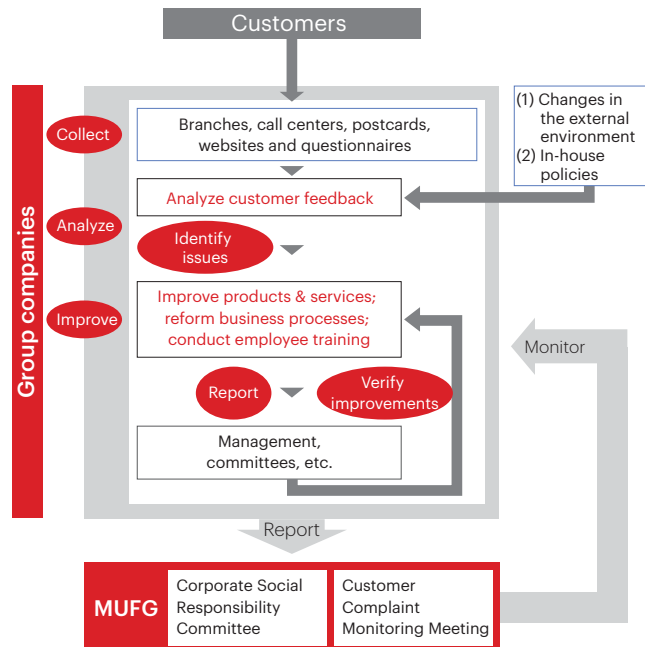 Customers
Group companies
Collect
Branches, call centers, postcards,
websites and questionnaires
(1) Changes in
the external
environment
(2) In-house
policies
Analyze customer feedback
Analyze
Identify
issues
Improve
Improve products & services;
reform business processes;
conduct employee training
Monitor
Report
Verify
improvements
Management,
committees, etc.
Report
MUFG
Corporate Social
Responsibility
Committee
Customer
Complaint
Monitoring Meeting